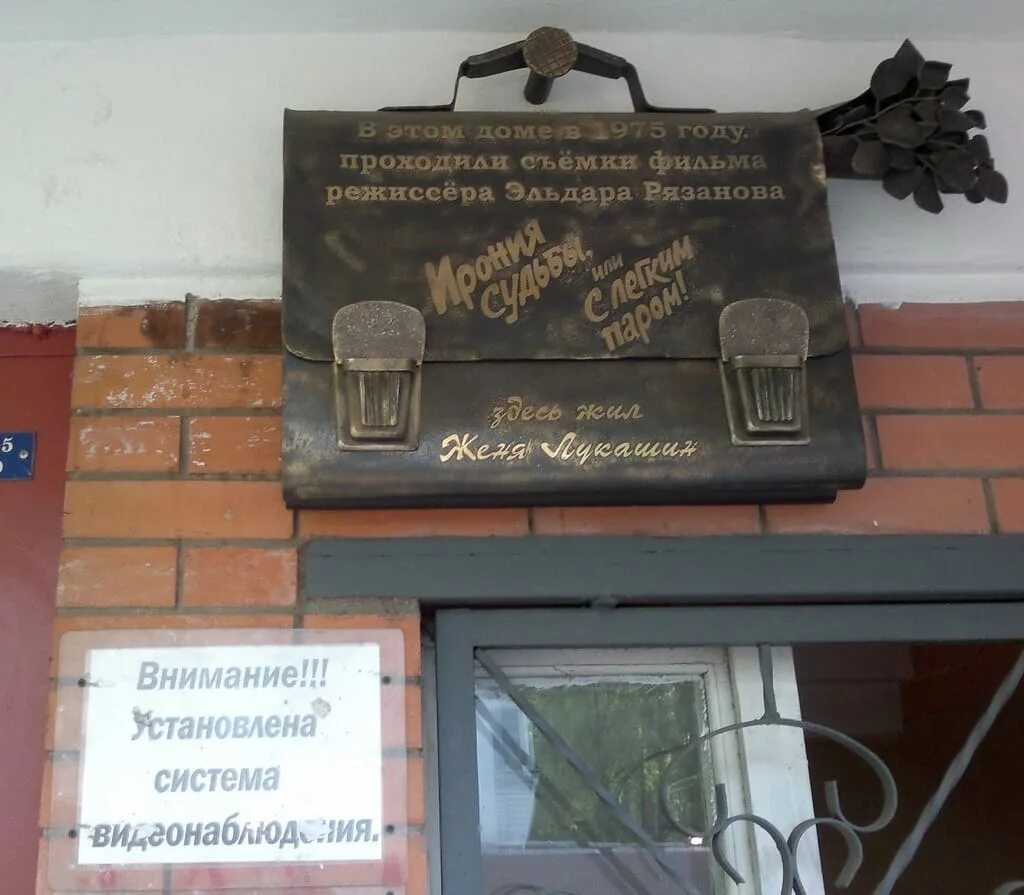 В этом доме в 1975 году.
проходили съёмки фильма
режиссёра Эльдара Рязанова
Ирония
судьбы,
или
с легким
паром!
здесь жил
Женя Лукашин
5
Внимание!!!
Установлена
система
видеонаблюдения.